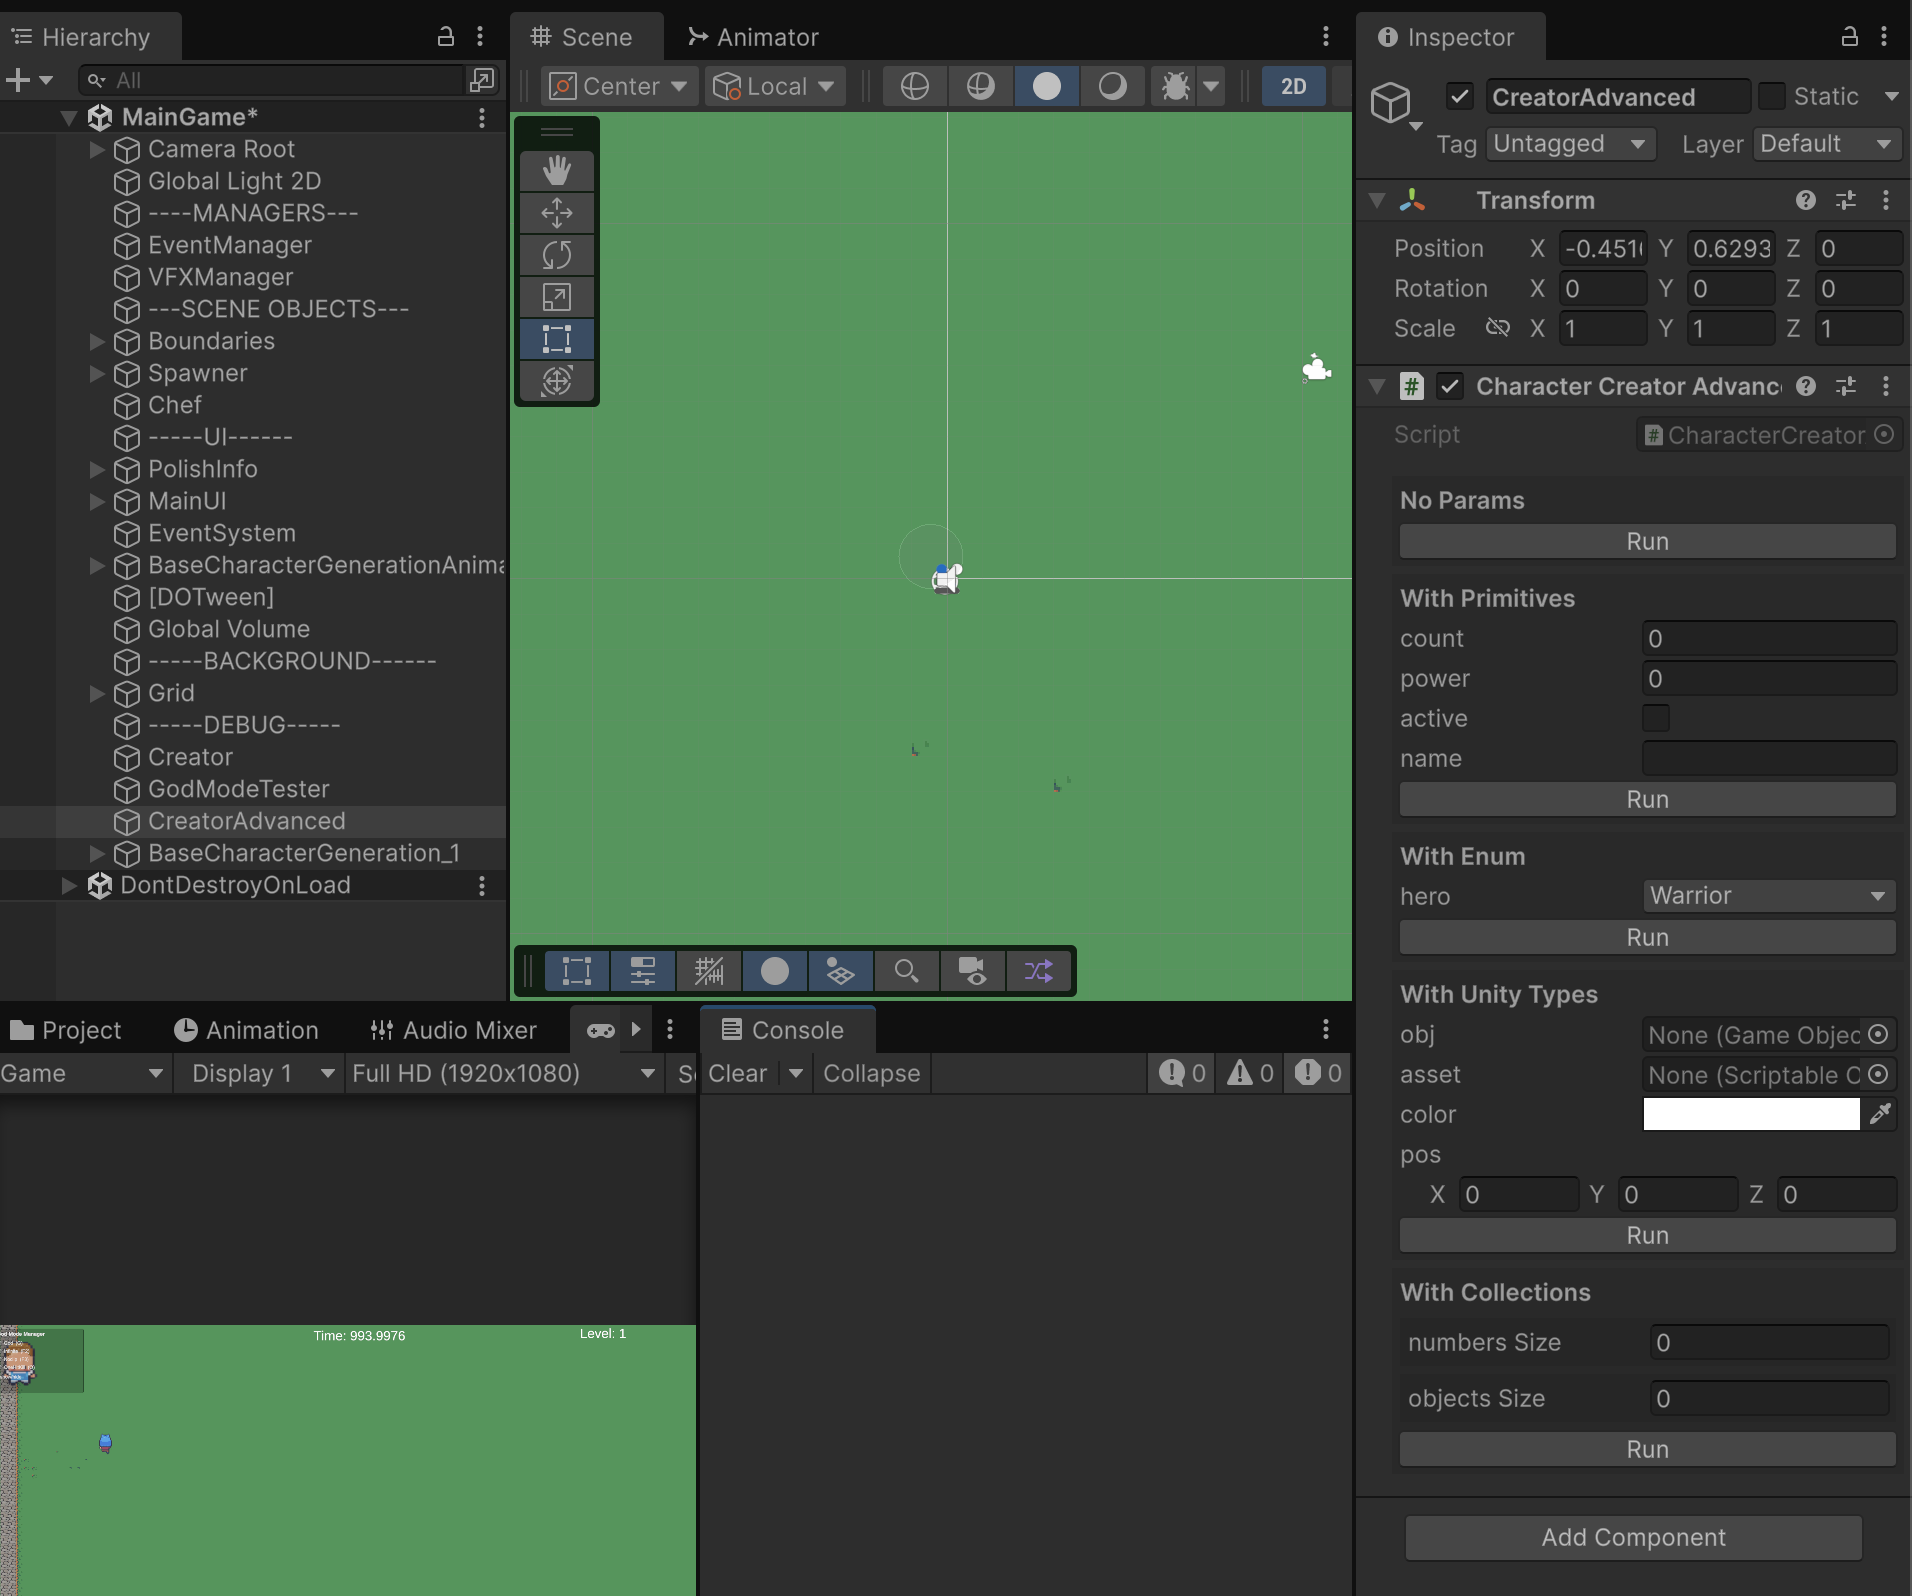 Hierarchy
All
MainGame*
Camera Root
Global Light 2D
----MANAGERS---
EventManager
VFXManager
---SCENE OBJECTS---
Boundaries
Spawner
Chef
-----UI------
PolishInfo
MainUI
EventSystem
BaseCharacterGenerationAnima
[DOTween]
Global Volume
-----BACKGROUND------
Grid
-----DEBUG-----
Creator
GodModeTester
CreatorAdvanced
BaseCharacterGeneration_1
DontDestroyOnLoad
Scene Animator
Center Local 2D
Inspector
CreatorAdvanced Static
Tag Untagged Layer Default
Transform
Position X -0.451 Y 0.6293 Z 0
Rotation X 0 Y 0 Z 0
Scale X 1 Y 1 Z 1
# Character Creator Advanc
Script # CharacterCreator
No Params
Run
With Primitives
count 0
power 0
active
name
Run
With Enum
hero Warrior
Run
With Unity Types
obj None (Game Objec
asset None (Scriptable O
color
pos
X 0 Y 0 Z 0
Run
With Collections
numbers Size 0
objects Size 0
Run
Add Component
Project Animation Audio Mixer
Game Display 1 Full HD (1920x1080) Sc
Time: 993.9976 Level: 1
Console
Clear Collapse 0 0 0